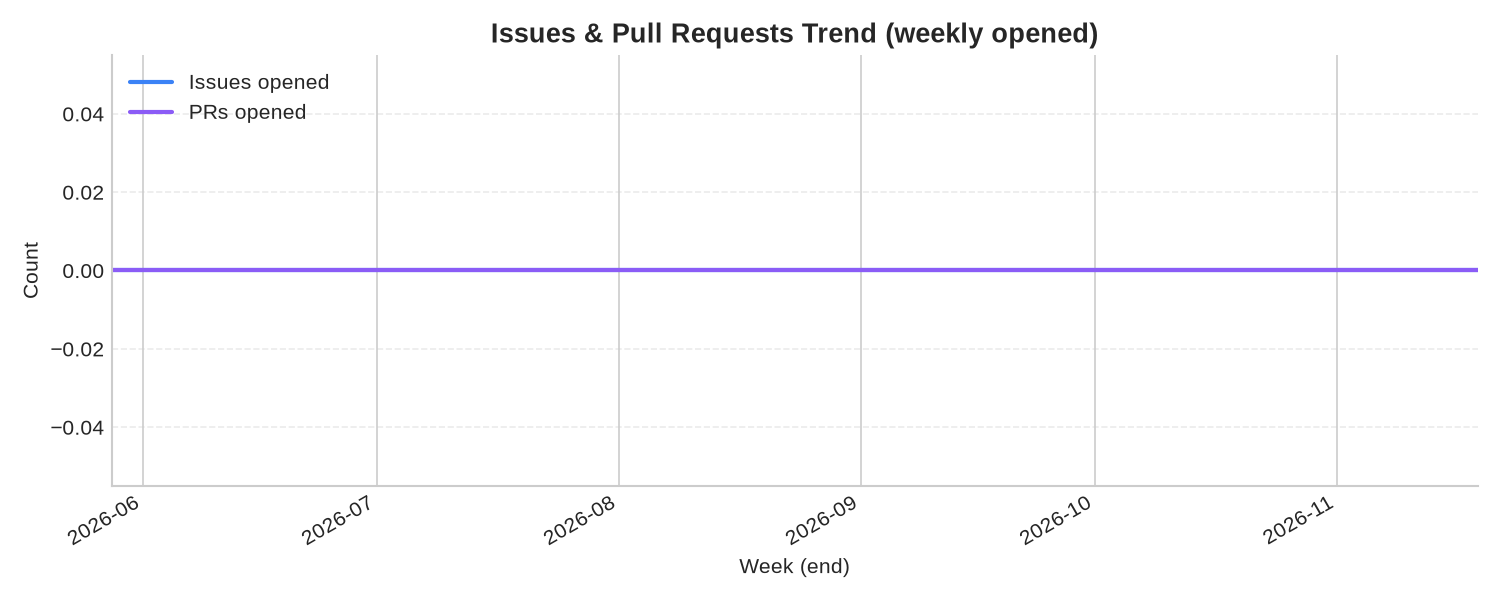 Issues & Pull Requests Trend (weekly opened)
Issues opened
PRs opened
0.04
0.02
0.00
−0.02
−0.04
Count
2026-06
2026-07
2026-08
2026-09
2026-10
2026-11
Week (end)